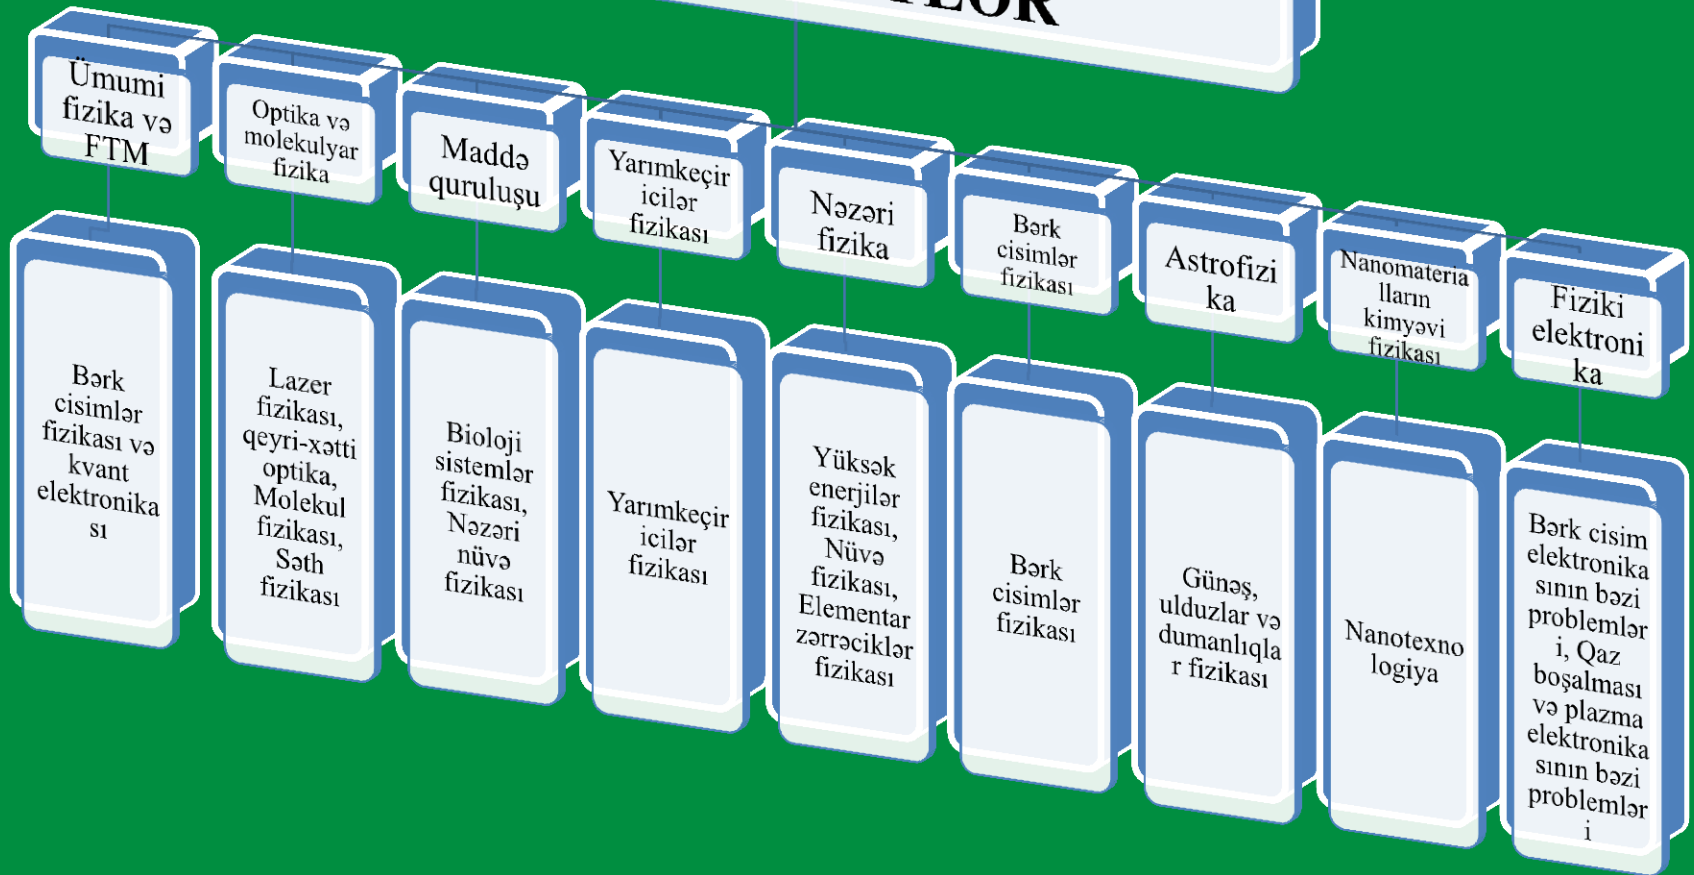 Ümumi
fizika və
FTM
Optika və
molekulyar
fizika
Maddə
quruluşu
Yarımkeçir
icilər
fizikası
Nəzəri
fizika
Bərk
cisimlər
fizikası
Astrofizi
ka
Nanomateria
lların
kimyəvi
fizikası
Fiziki
elektroni
ka
Bərk
cisimlər
fizikası və
kvant
elektronika
sı
Lazer
fizikası,
qeyri-xətti
optika,
Molekul
fizikası,
Səth
fizikası
Bioloji
sistemlər
fizikası,
Nəzəri
nüvə
fizikası
Yarımkeçir
icilər
fizikası
Yüksək
enerjilər
fizikası,
Nüvə
fizikası,
Elementar
zərrəciklər
fizikası
Bərk
cisimlər
fizikası
Günəş,
ulduzlar və
dumanlıqla
r fizikası
Nanotexno
logiya
Bərk cisim
elektronika
sının bəzi
problemlər
i, Qaz
boşalması
və plazma
elektronika
sının bəzi
problemlər
i